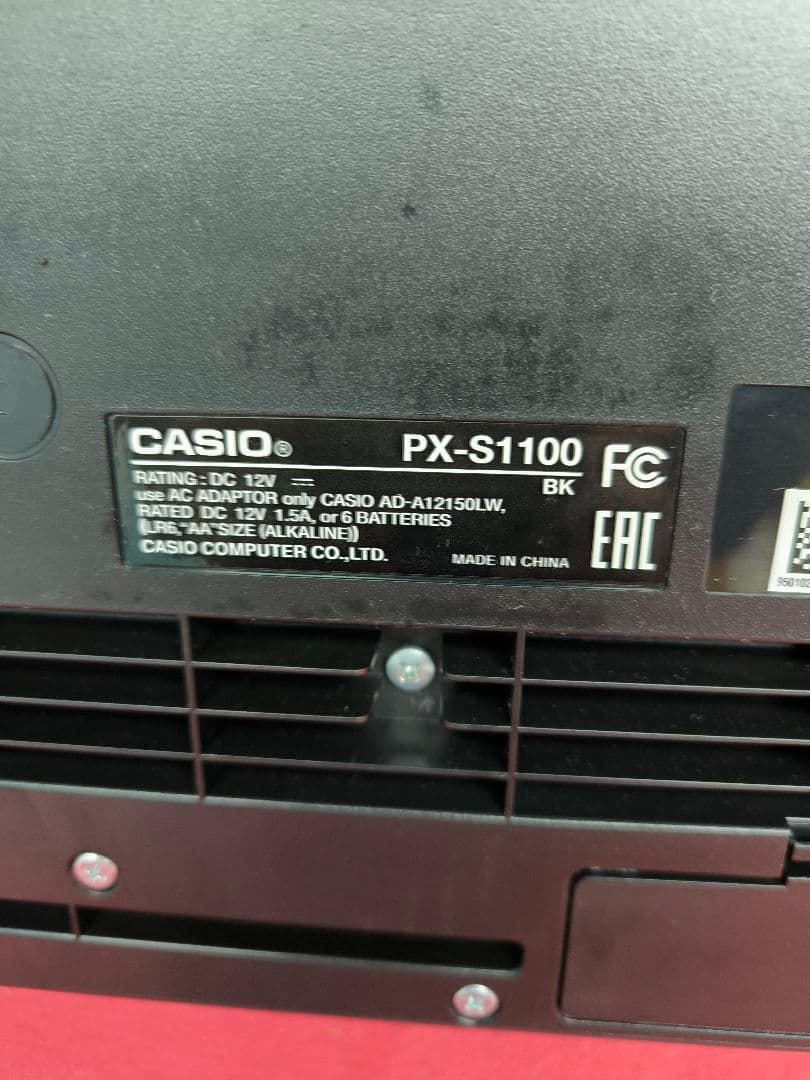 CASIO®
PX-S1100
BK
FC
RATING : DC 12V ⎓
use AC ADAPTOR only CASIO AD-A12150LW,
RATED DC 12V 1.5A, or 6 BATTERIES
(LR6,"AA"SIZE (ALKALINE))
CASIO COMPUTER CO.,LTD.
MADE IN CHINA
EAC
950102